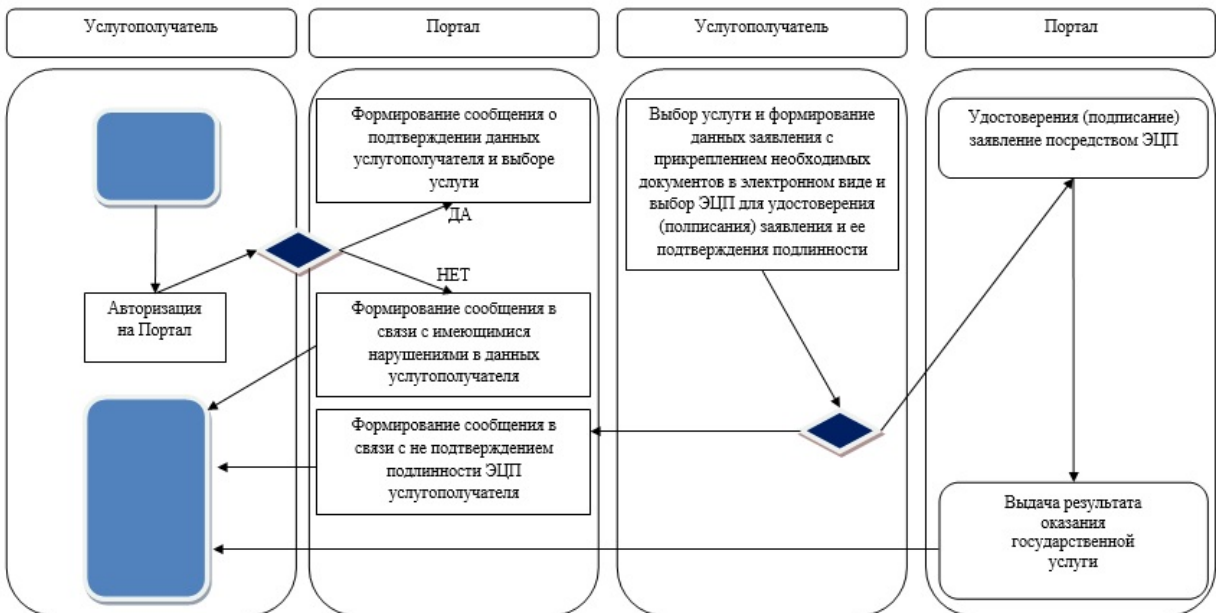 Услугополучатель
Портал
Услугополучатель
Портал
Формирование сообщения о
подтверждении данных
услугополучателя и выборе
услуги
ДА
НЕТ
Авторизация
на Портал
Формирование сообщения в
связи с имеющимися
нарушениями в данных
услугополучателя
Формирование сообщения в
связи с не подтверждением
подлинности ЭЦП
услугополучателя
Выбор услуги и формирование
данных заявления с
прикреплением необходимых
документов в электронном виде и
выбор ЭЦП для удостоверения
(полписания) заявления и ее
подтверждения подлинности
Удостоверения (подписание)
заявление посредством ЭЦП
Выдача результата
оказания
государственной
услуги